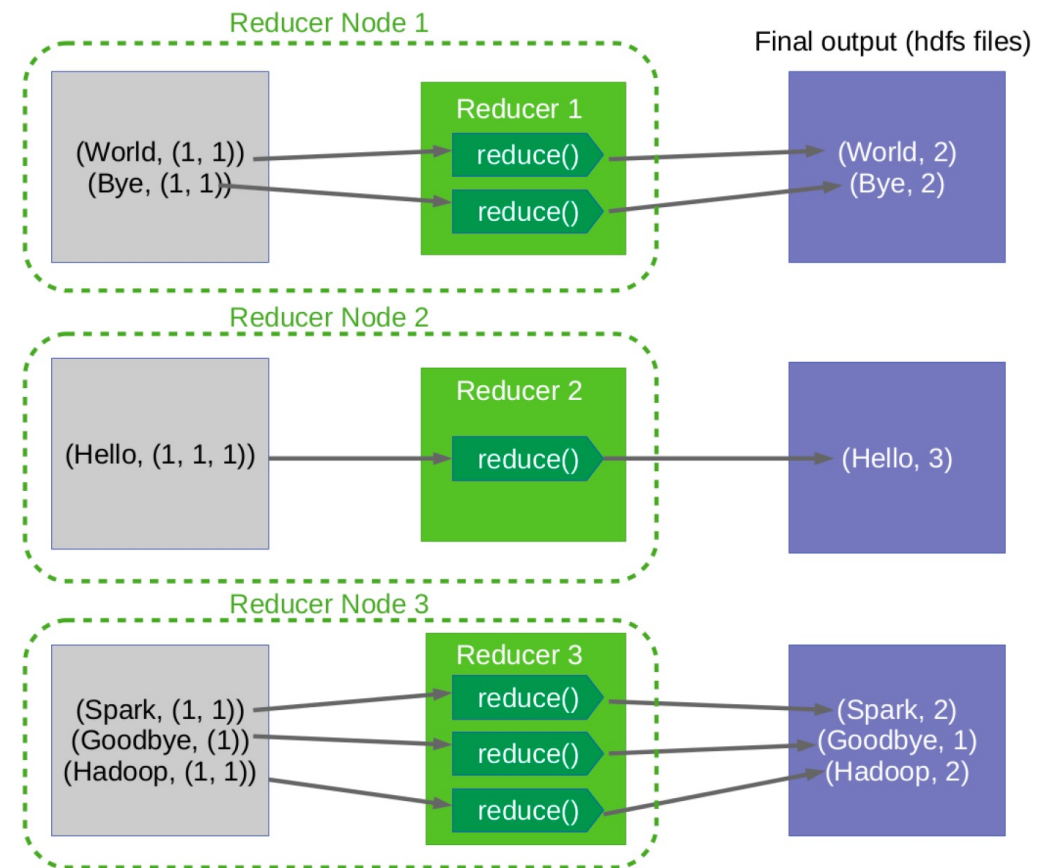 Reducer Node 1
Final output (hdfs files)
(World, (1, 1))
(Bye, (1, 1))
Reducer 1
reduce()
reduce()
(World, 2)
(Bye, 2)
Reducer Node 2
(Hello, (1, 1, 1))
Reducer 2
reduce()
(Hello, 3)
Reducer Node 3
(Spark, (1, 1))
(Goodbye, (1))
(Hadoop, (1, 1))
Reducer 3
reduce()
reduce()
reduce()
(Spark, 2)
(Goodbye, 1)
(Hadoop, 2)